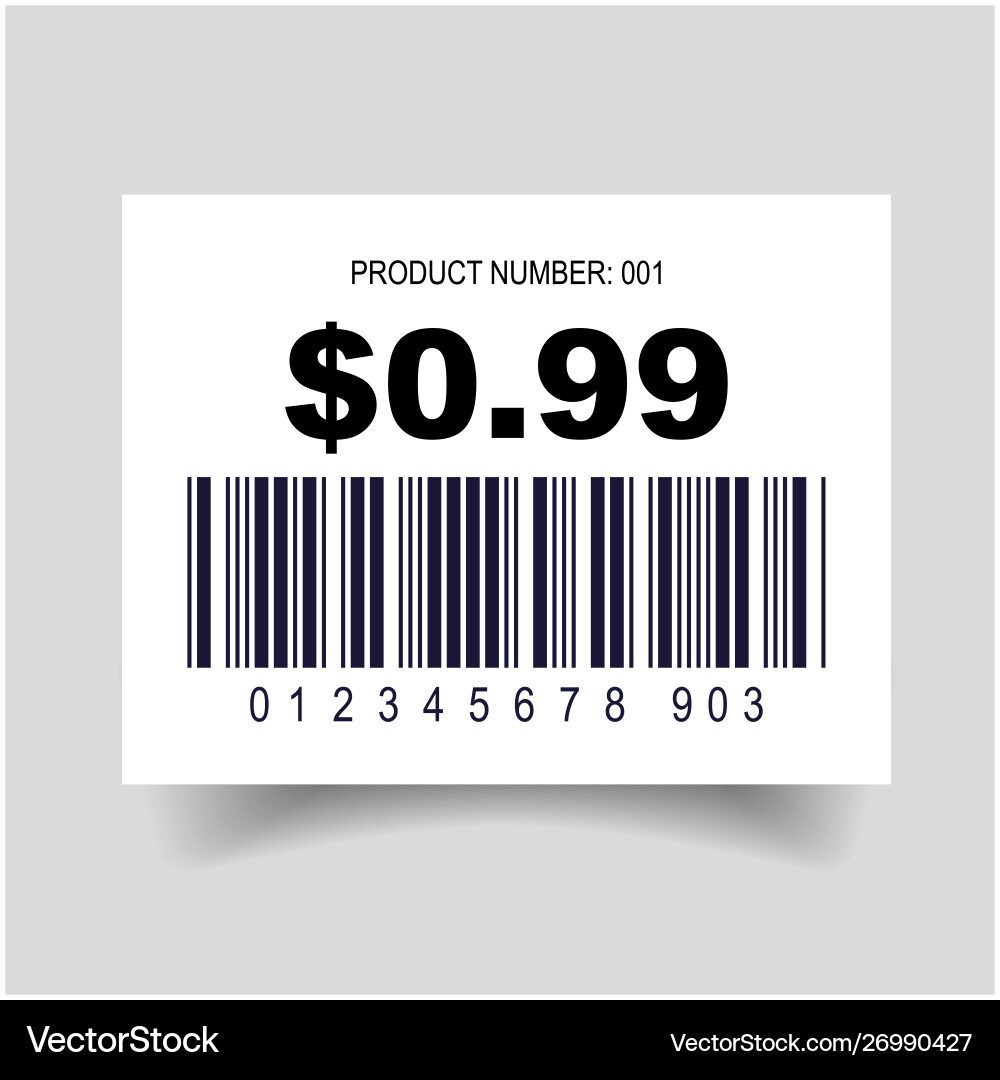 PRODUCT NUMBER: 001
$0.99
0 1 2 3 4 5 6 7 8 9 0 3
VectorStock
VectorStock.com/26990427